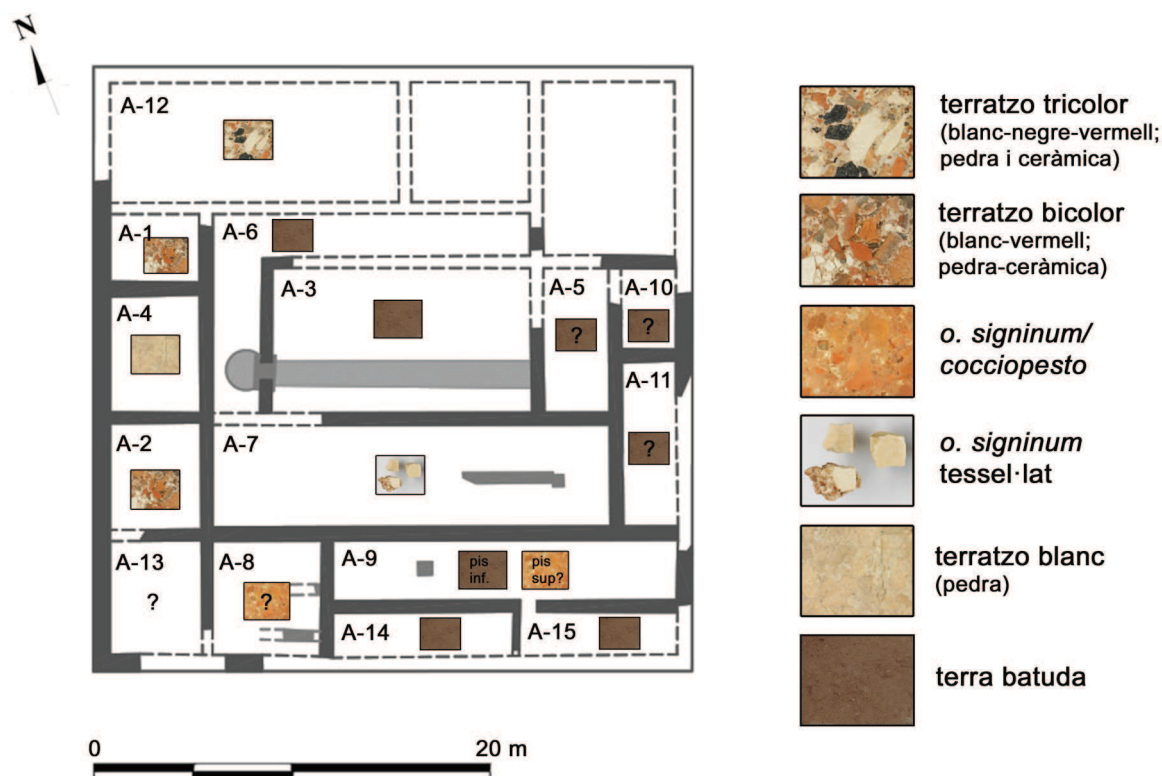 N
A-12
A-1
A-6
A-3
A-5
A-10
?
?
A-4
A-11
?
A-2
A-7
A-13
?
A-8
?
A-9
pis
inf.
pis
sup?
A-14
A-15
0
20 m
terratzo tricolor
(blanc-negre-vermell;
pedra i ceràmica)
terratzo bicolor
(blanc-vermell;
pedra-ceràmica)
o. signinum/
cocciopesto
o. signinum
tessel·lat
terratzo blanc
(pedra)
terra batuda